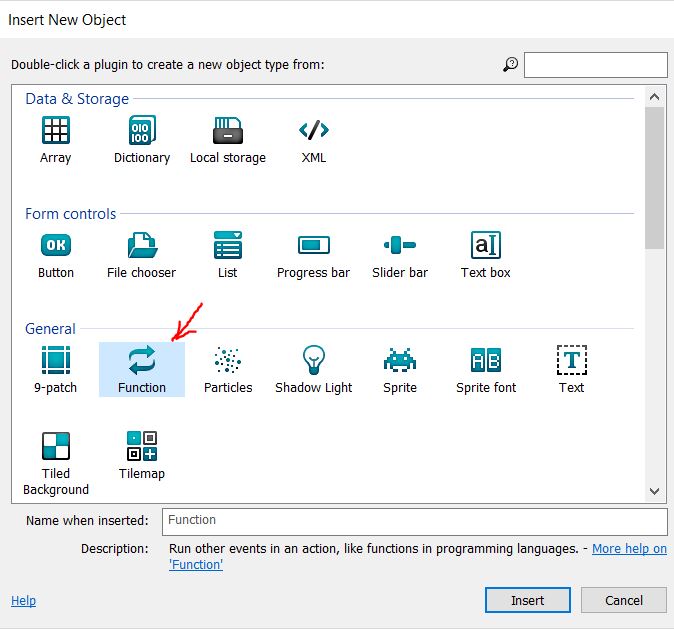 Insert New Object
Double-click a plugin to create a new object type from:
Data & Storage
Array Dictionary Local storage XML
Form controls
OK aI
Button File chooser List Progress bar Slider bar Text box
General
AB T
9-patch Function Particles Shadow Light Sprite Sprite font Text
Tiled Background Tilemap
Name when inserted: Function
Description: Run other events in an action, like functions in programming languages. - More help on
'Function'
Help Insert Cancel